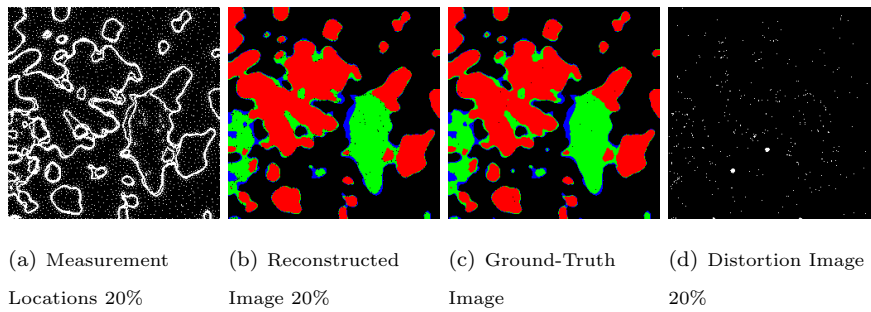 (a) Measurement
Locations 20%
(b) Reconstructed
Image 20%
(c) Ground-Truth
Image
(d) Distortion Image
20%